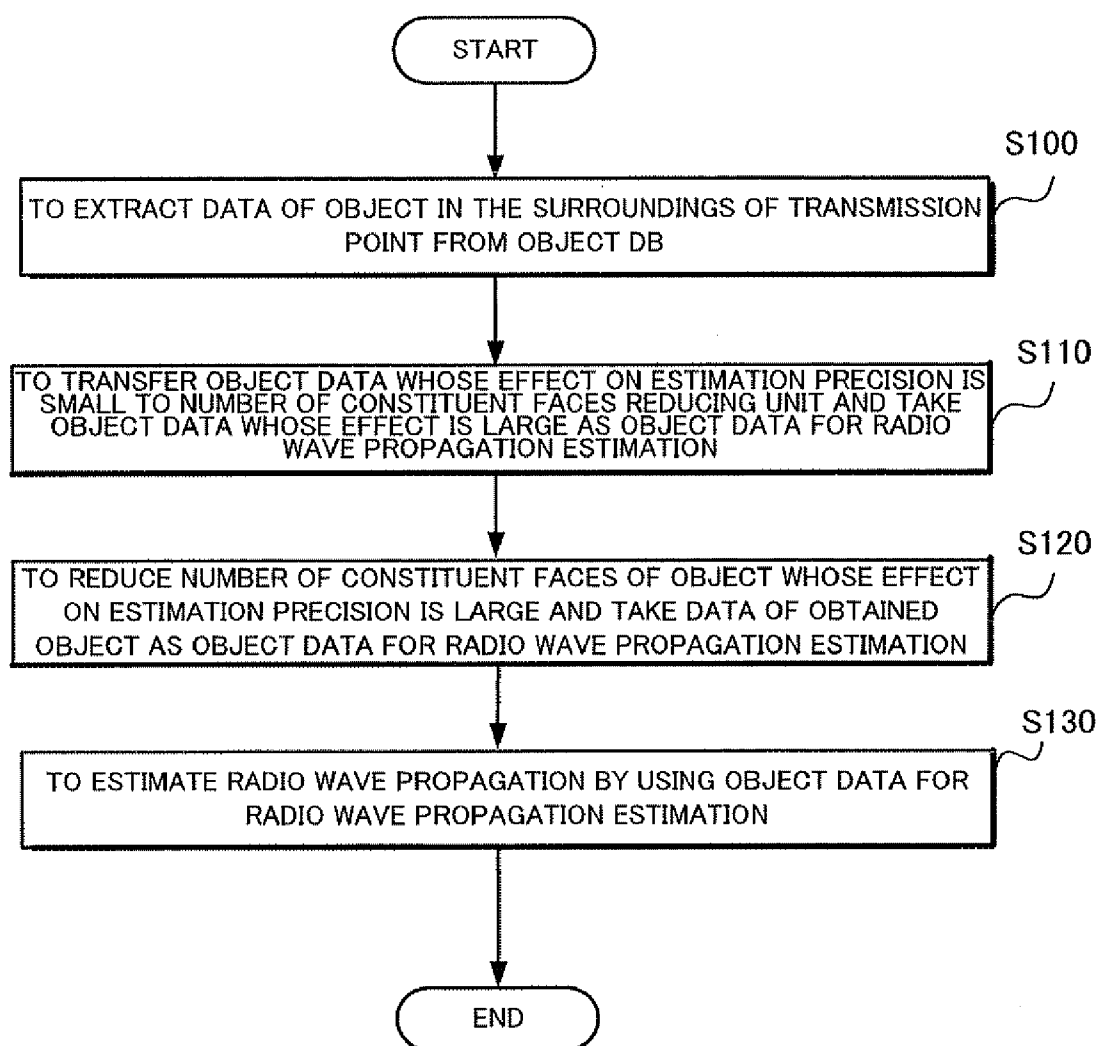 START
S100
TO EXTRACT DATA OF OBJECT IN THE SURROUNDINGS OF TRANSMISSION
POINT FROM OBJECT DB
S110
TO TRANSFER OBJECT DATA WHOSE EFFECT ON ESTIMATION PRECISION IS
SMALL TO NUMBER OF CONSTITUENT FACES REDUCING UNIT AND TAKE
OBJECT DATA WHOSE EFFECT IS LARGE AS OBJECT DATA FOR RADIO
WAVE PROPAGATION ESTIMATION
S120
TO REDUCE NUMBER OF CONSTITUENT FACES OF OBJECT WHOSE EFFECT
ON ESTIMATION PRECISION IS LARGE AND TAKE DATA OF OBTAINED
OBJECT AS OBJECT DATA FOR RADIO WAVE PROPAGATION ESTIMATION
S130
TO ESTIMATE RADIO WAVE PROPAGATION BY USING OBJECT DATA FOR
RADIO WAVE PROPAGATION ESTIMATION
END